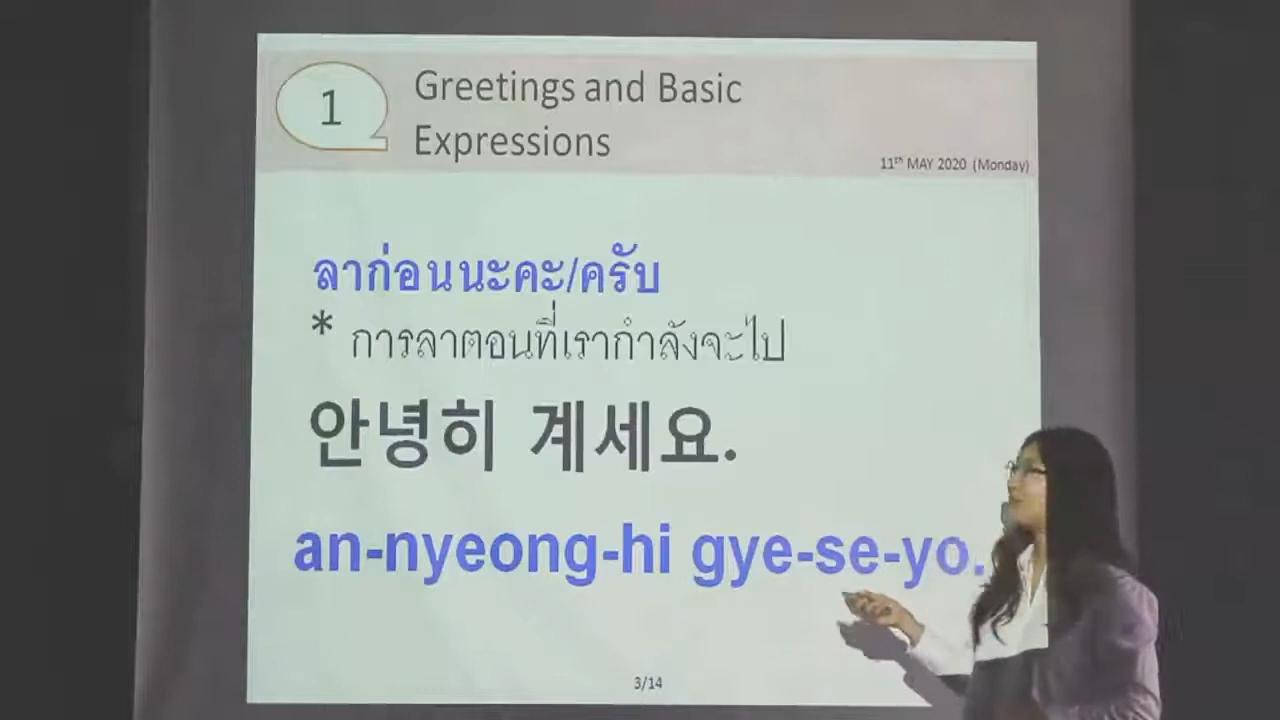 1
Greetings and Basic
Expressions
11th MAY 2020 (Monday)
ลาก่อนนะคะ/ครับ
* การลาตอนที่เรากำลังจะไป
안녕히 계세요.
an-nyeong-hi gye-se-yo.
3/14